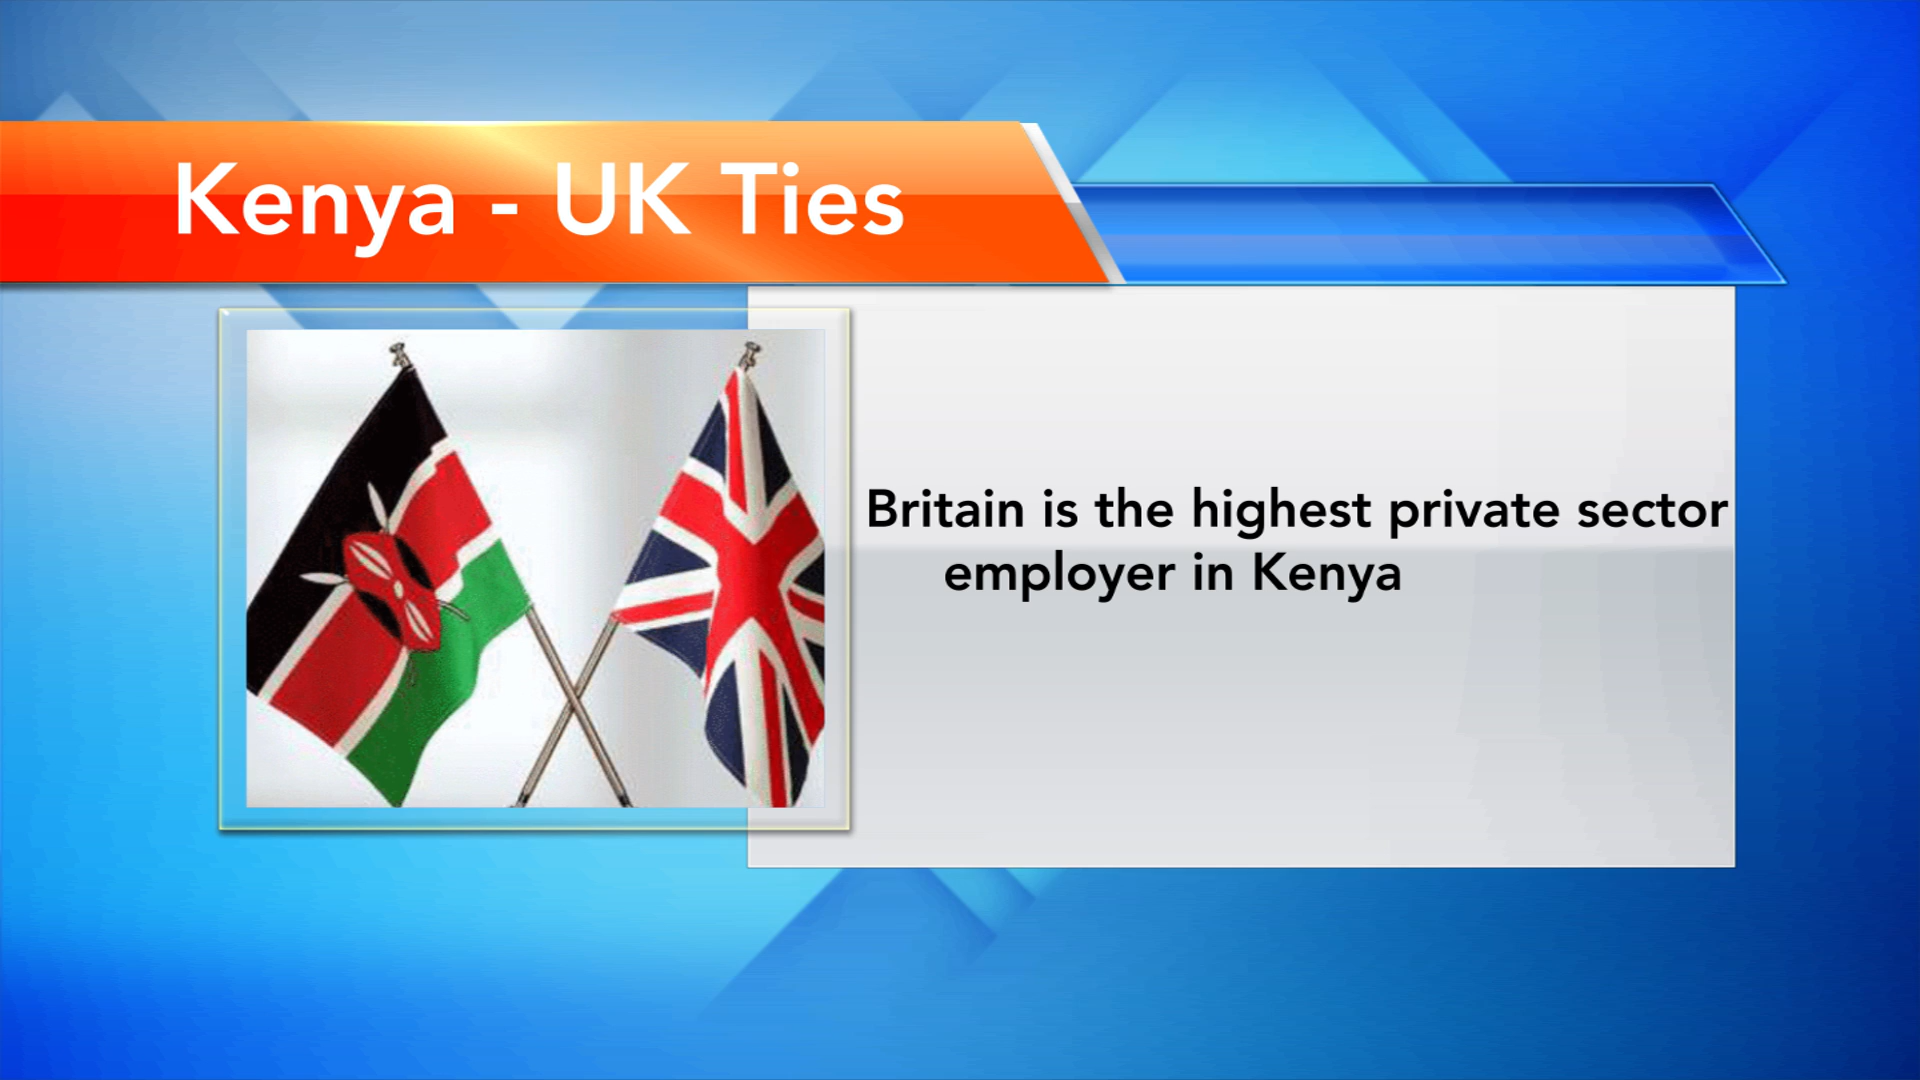 Kenya - UK Ties
Britain is the highest private sector
employer in Kenya